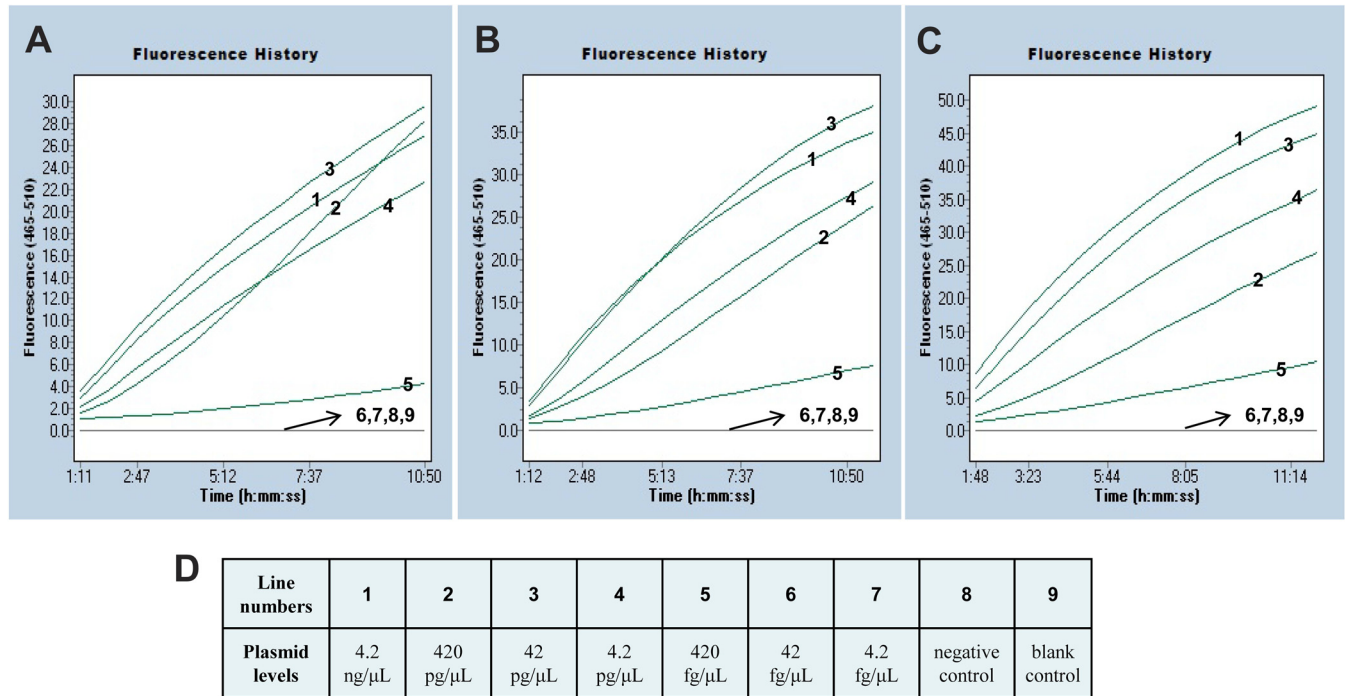 A
Fluorescence History
Fluorescence (465-510)
30.0
28.0
26.0
24.0
22.0
20.0
18.0
16.0
14.0
12.0
10.0
8.0
6.0
4.0
2.0
0.0
3
1
2
4
5
6,7,8,9
1:11 2:47 5:12 7:37 10:50
Time (h:mm:ss)
B
Fluorescence History
Fluorescence (465-510)
35.0
30.0
25.0
20.0
15.0
10.0
5.0
0.0
3
1
4
2
5
6,7,8,9
1:12 2:48 5:13 7:37 10:50
Time (h:mm:ss)
C
Fluorescence History
Fluorescence (465-510)
50.0
45.0
40.0
35.0
30.0
25.0
20.0
15.0
10.0
5.0
0.0
1
3
4
2
5
6,7,8,9
1:48 3:23 5:44 8:05 11:14
Time (h:mm:ss)
D
Line numbers 1 2 3 4 5 6 7 8 9
Plasmid levels 4.2 ng/μL 420 pg/μL 42 pg/μL 4.2 pg/μL 420 fg/μL 42 fg/μL 4.2 fg/μL negative control blank control